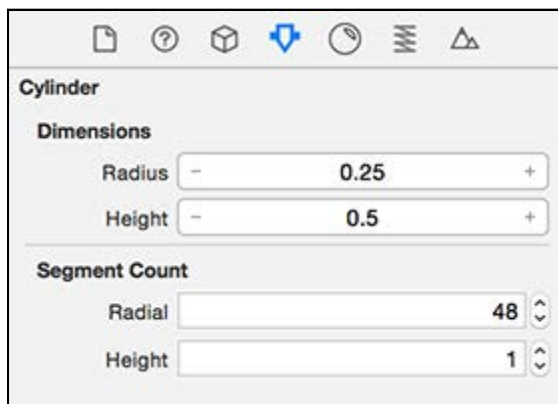 Cylinder
Dimensions
Radius - 0.25 +
Height - 0.5 +
Segment Count
Radial 48
Height 1